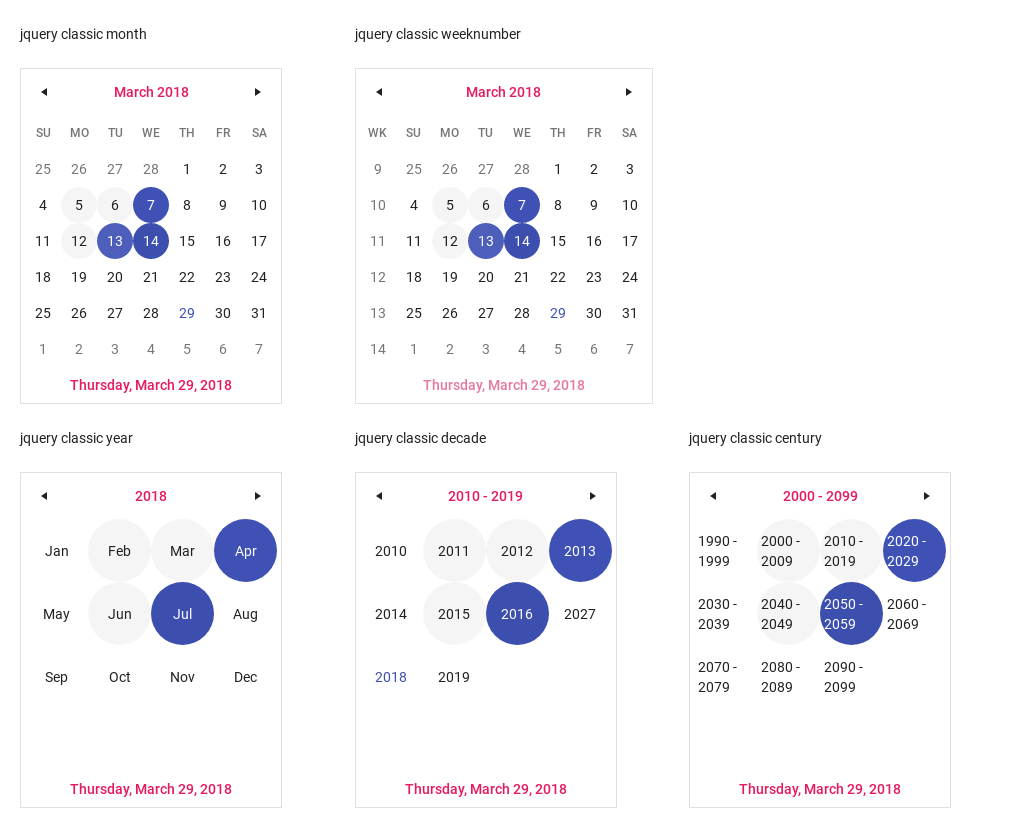 jquery classic month
March 2018
SU MO TU WE TH FR SA
25 26 27 28 1 2 3
4 5 6 7 8 9 10
11 12 13 14 15 16 17
18 19 20 21 22 23 24
25 26 27 28 29 30 31
1 2 3 4 5 6 7
Thursday, March 29, 2018
jquery classic weeknumber
March 2018
WK SU MO TU WE TH FR SA
9 25 26 27 28 1 2 3
10 4 5 6 7 8 9 10
11 11 12 13 14 15 16 17
12 18 19 20 21 22 23 24
13 25 26 27 28 29 30 31
14 1 2 3 4 5 6 7
Thursday, March 29, 2018
jquery classic year
2018
Jan Feb Mar Apr
May Jun Jul Aug
Sep Oct Nov Dec
Thursday, March 29, 2018
jquery classic decade
2010 - 2019
2010 2011 2012 2013
2014 2015 2016 2027
2018 2019
Thursday, March 29, 2018
jquery classic century
2000 - 2099
1990 - 2000 - 2010 - 2020 -
1999 2009 2019 2029
2030 - 2040 - 2050 - 2060 -
2039 2049 2059 2069
2070 - 2080 - 2090 -
2079 2089 2099
Thursday, March 29, 2018